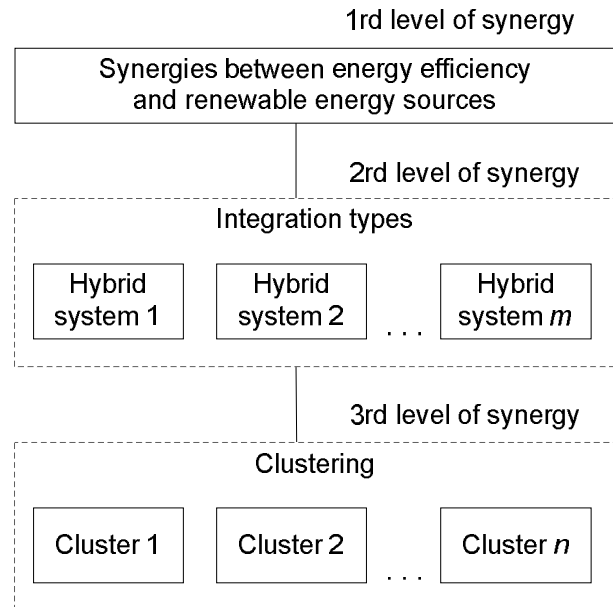 1rd level of synergy
Synergies between energy efficiency
and renewable energy sources
2rd level of synergy
Integration types
Hybrid
system 1
Hybrid
system 2
. . .
Hybrid
system m
3rd level of synergy
Clustering
Cluster 1
Cluster 2
. . .
Cluster n